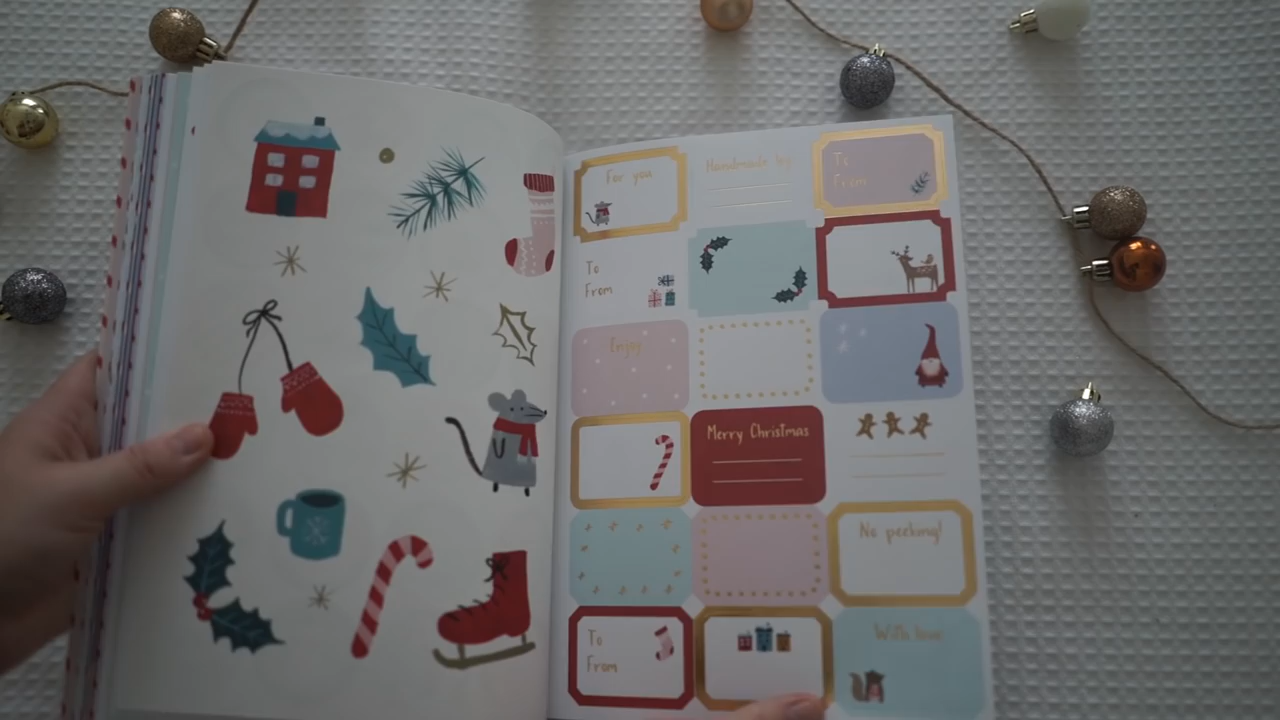 For you
Handmade by
To
From
To
From
Enjoy
Merry Christmas
No peeking!
With love
To
From